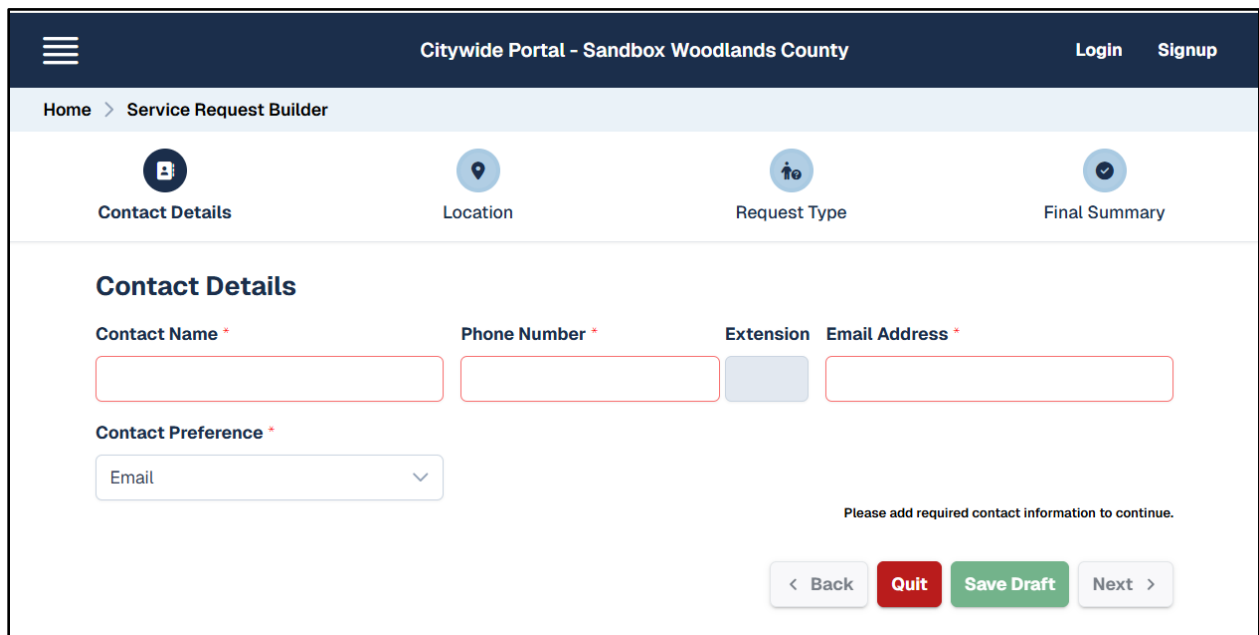 Citywide Portal - Sandbox Woodlands County
Login Signup
Home > Service Request Builder
Contact Details
Location
Request Type
Final Summary
Contact Details
Contact Name *
Phone Number *
Extension
Email Address *
Contact Preference *
Email
Please add required contact information to continue.
< Back
Quit
Save Draft
Next >